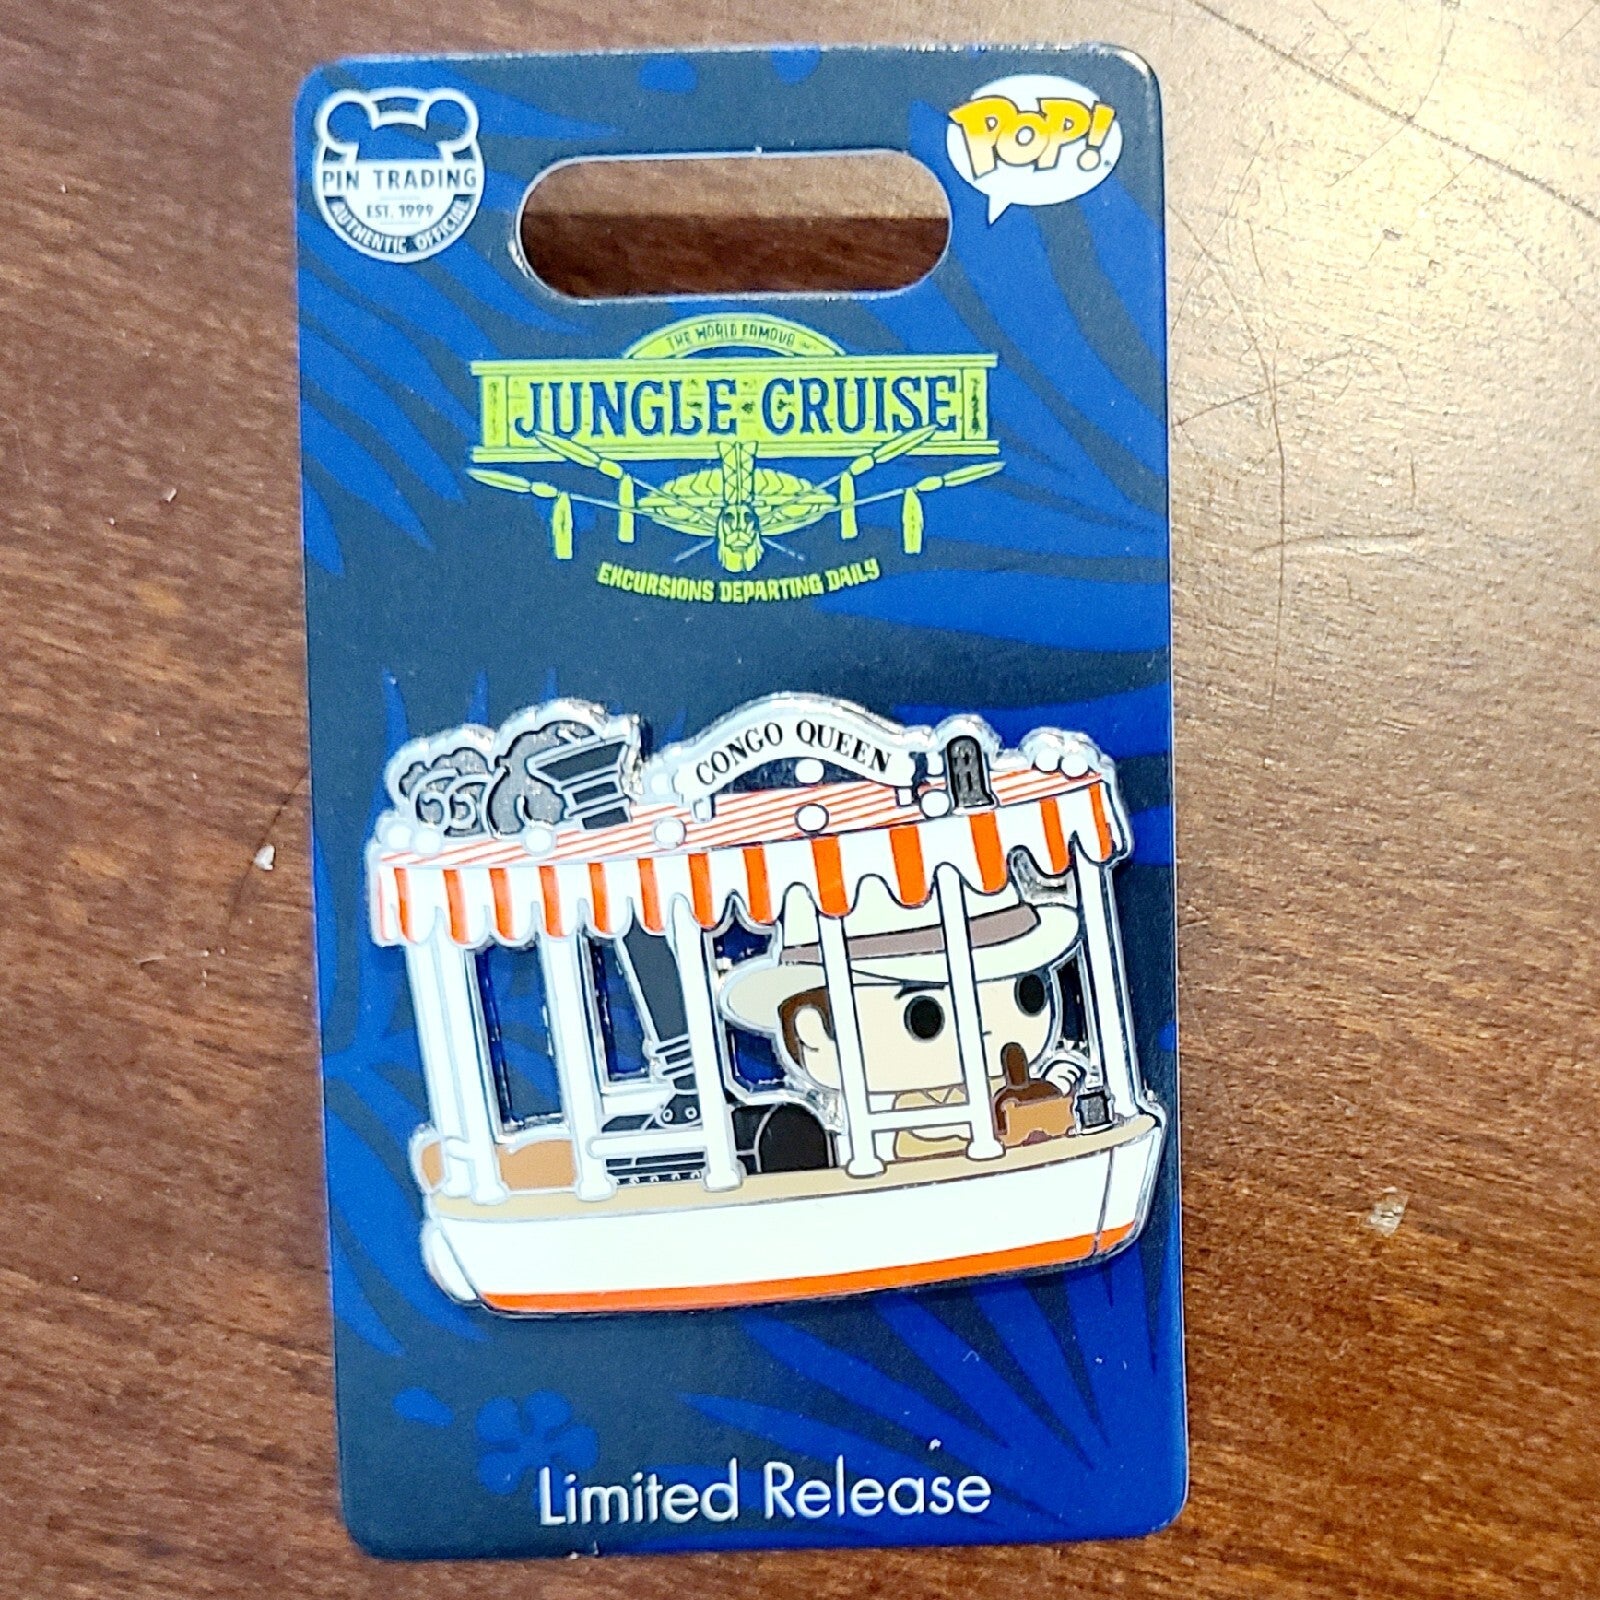 PIN TRADING
EST. 1999
AUTHENTIC OFFICIAL
POP!
THE WORLD FAMOUS
JUNGLE CRUISE
EXCURSIONS DEPARTING DAILY
CONGO QUEEN
Limited Release